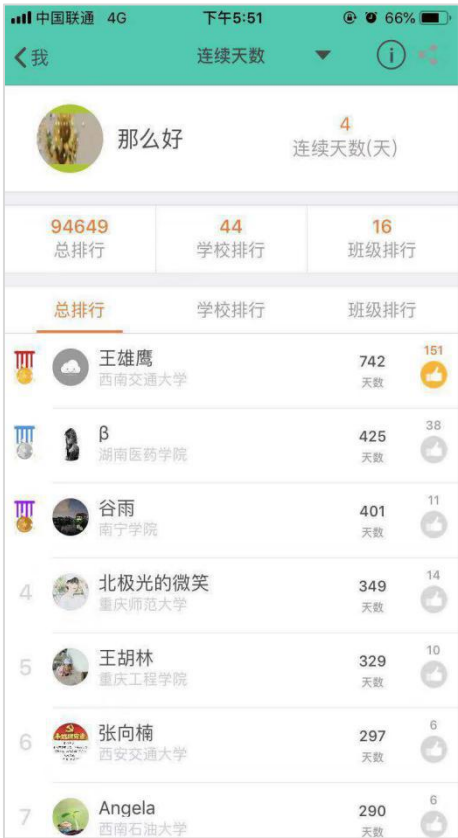 中国联通 4G 下午5:51 66%
我 连续天数
那么好
4
连续天数(天)
94649 44 16
总排行 学校排行 班级排行
总排行 学校排行 班级排行
王雄鹰
西南交通大学
742
天数
151
β
湖南医药学院
425
天数
38
谷雨
南宁学院
401
天数
11
4
北极光的微笑
重庆师范大学
349
天数
14
5
王胡林
重庆工程学院
329
天数
10
6
张向楠
西安交通大学
297
天数
6
7
Angela
西南石油大学
290
天数
6